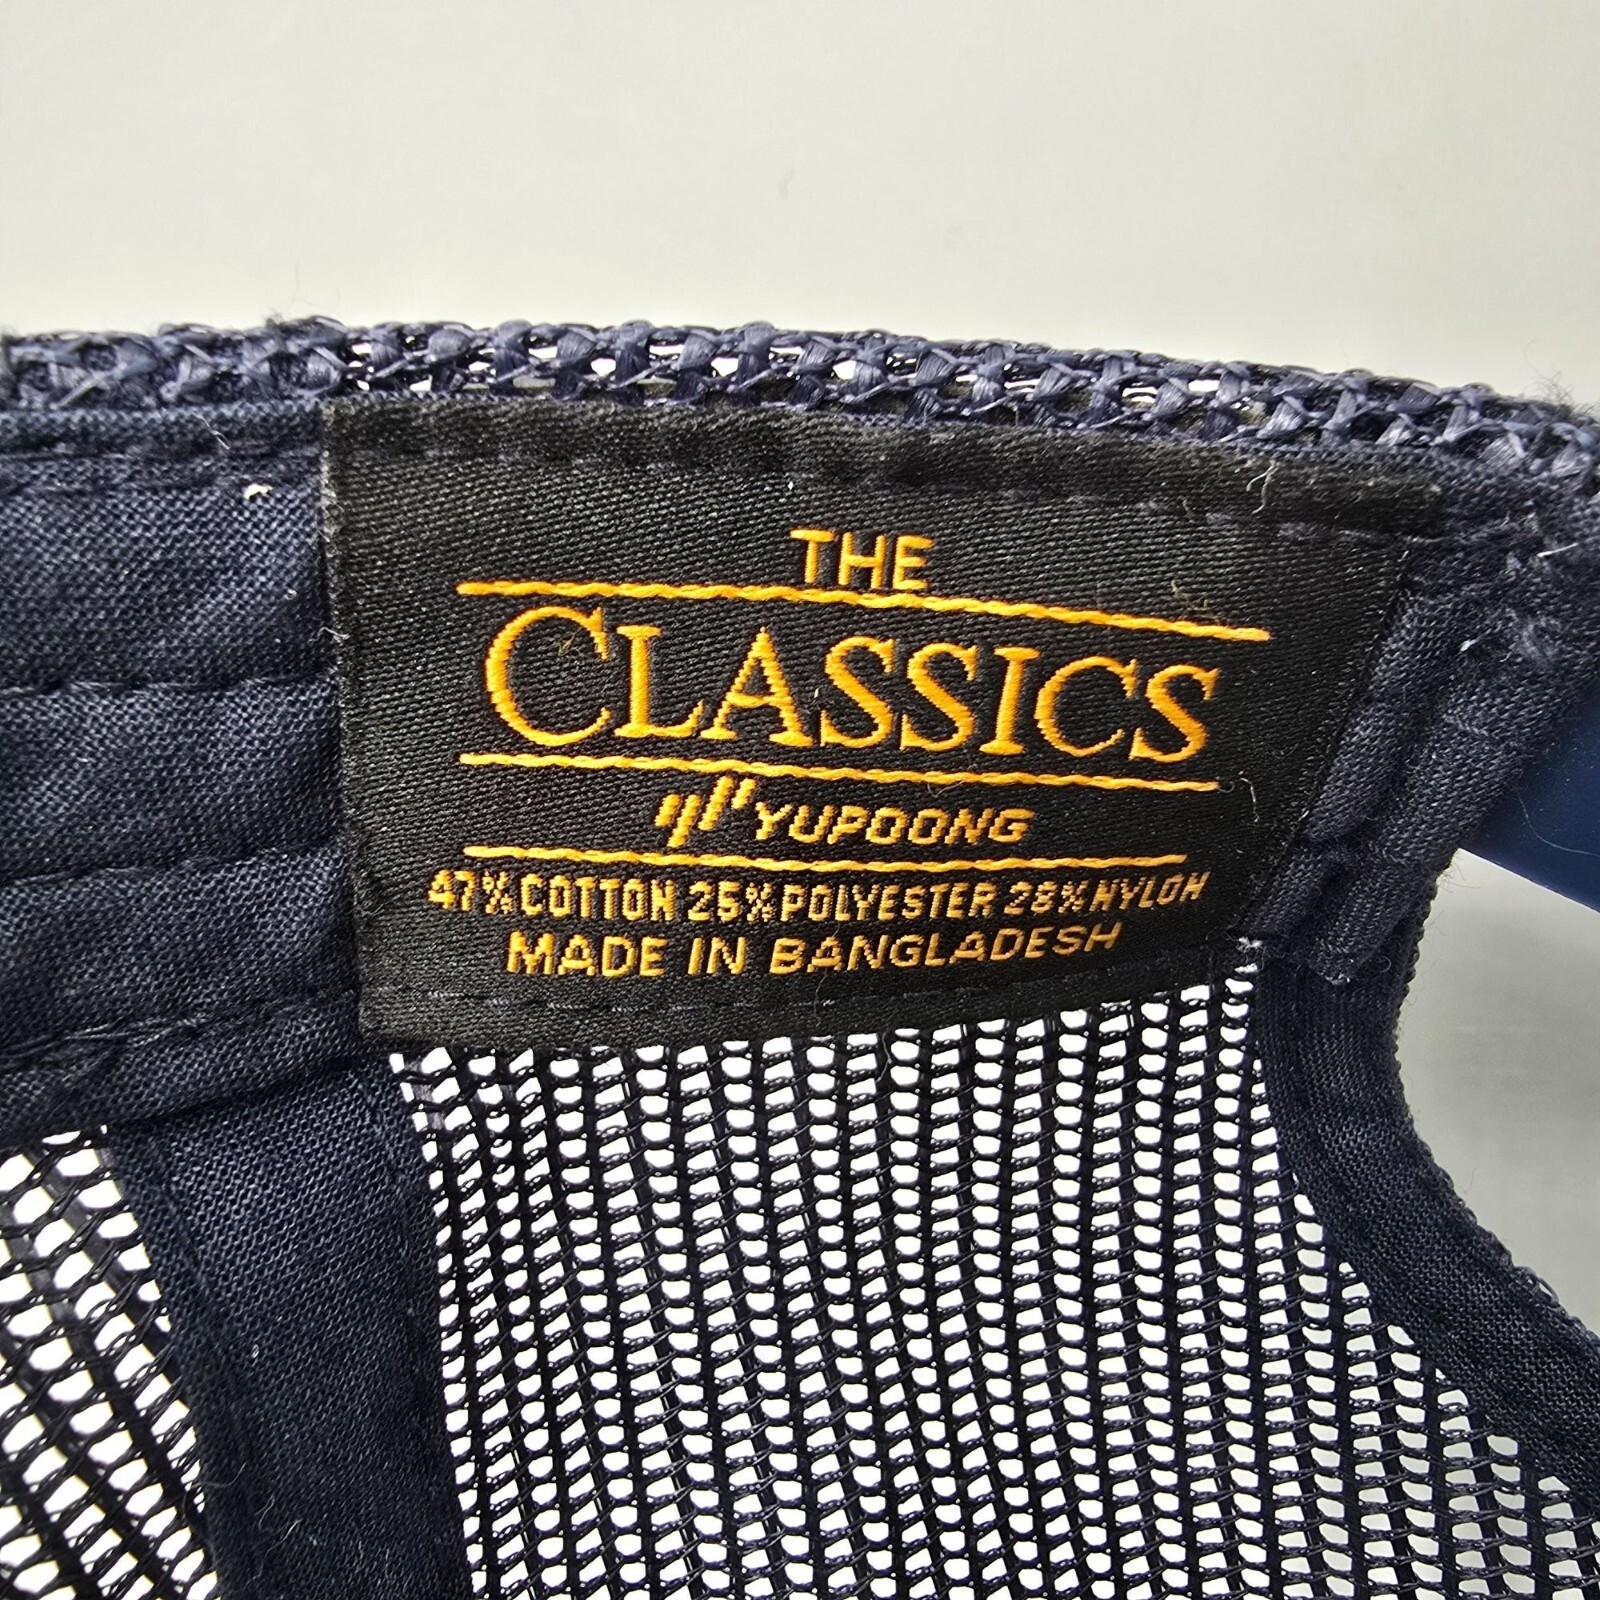 THE
CLASSICS
YUPOONG
47% COTTON 25% POLYESTER 28% NYLON
MADE IN BANGLADESH